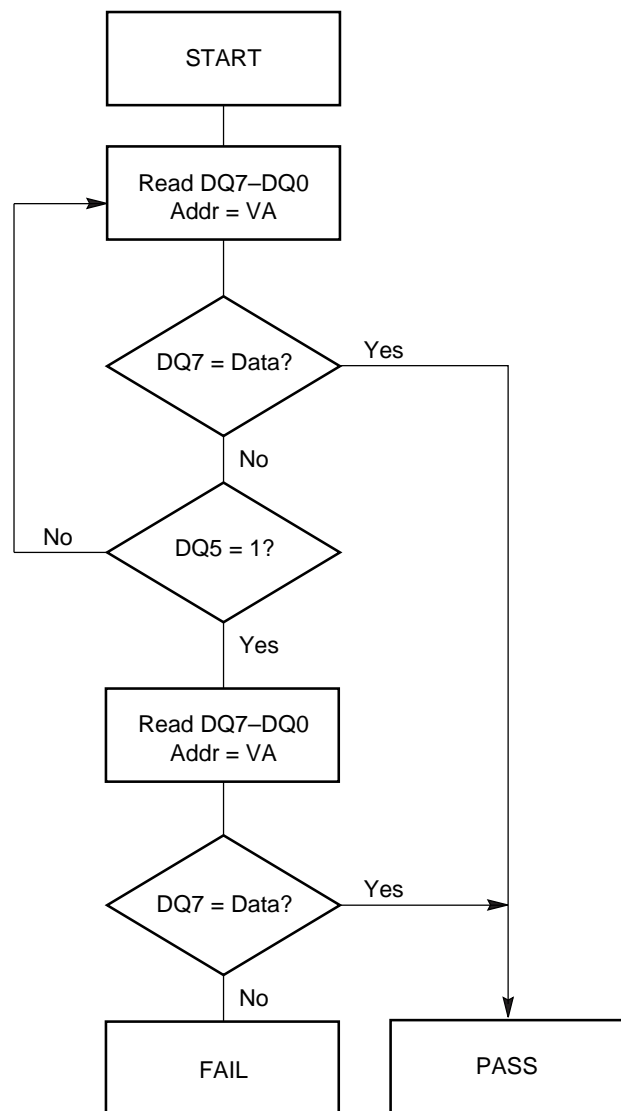 START
Read DQ7–DQ0
Addr = VA
DQ7 = Data?
Yes
No
No
DQ5 = 1?
Yes
Read DQ7–DQ0
Addr = VA
DQ7 = Data?
Yes
No
FAIL
PASS